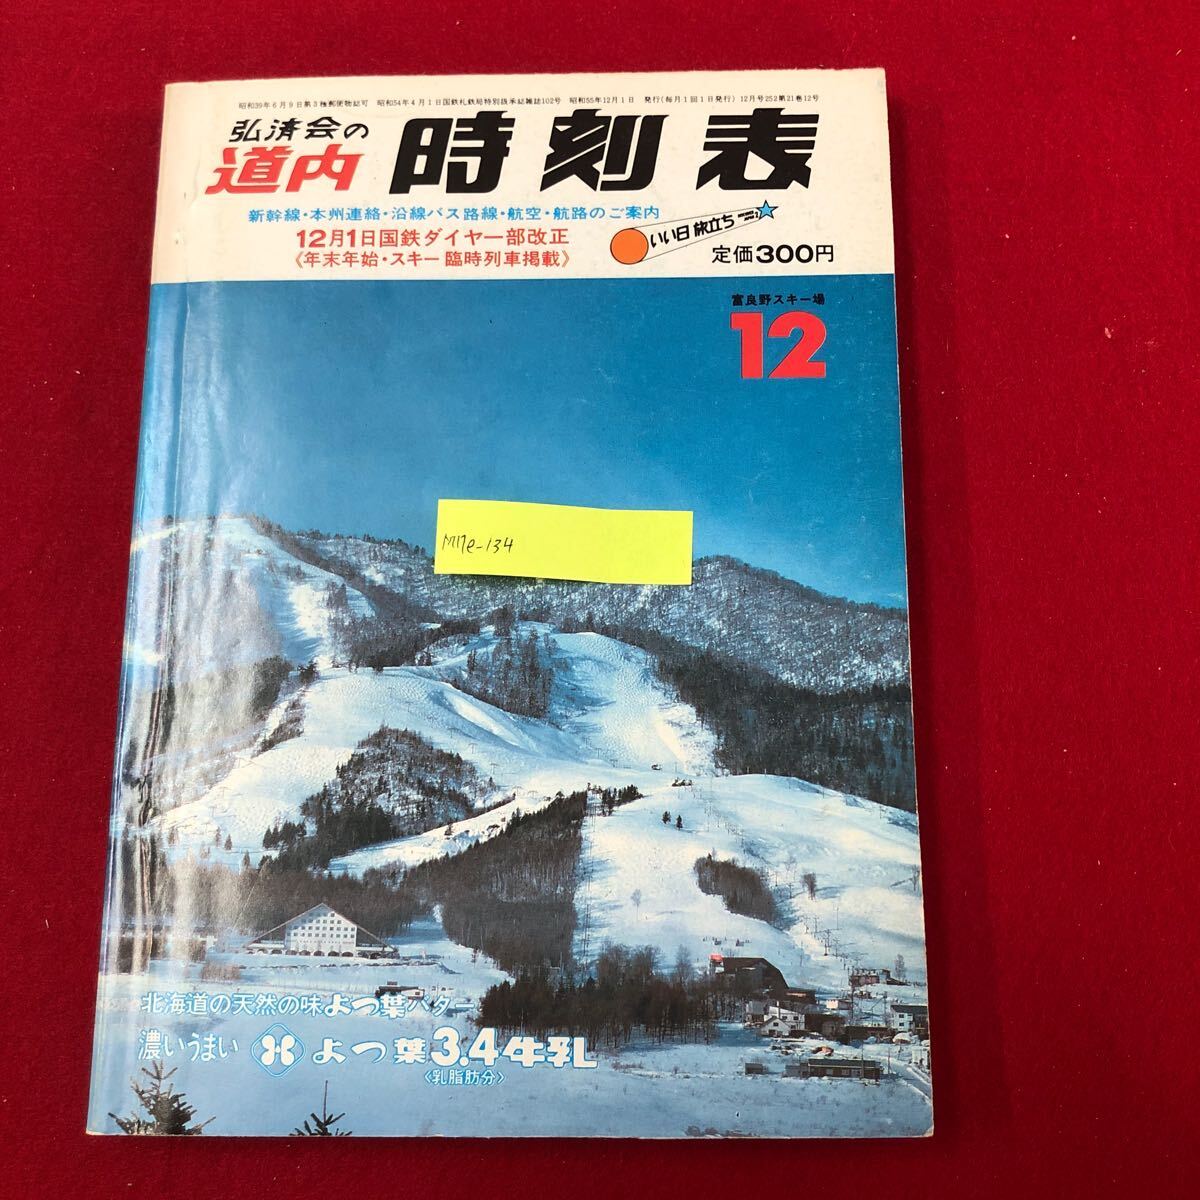 昭和39年6月9日第3種郵便物認可 昭和54年4月1日国鉄札鉄局特別扱承認雑誌102号 昭和55年12月1日 発行(毎月1回1日発行) 12月号252第21巻12号
弘済会の
道内 時刻表
新幹線・本州連絡・沿線バス路線・航空・航路のご案内
12月1日国鉄ダイヤ一部改正
《年末年始・スキー臨時列車掲載》
いい日旅立ち
定価300円
富良野スキー場
12
M17e-134
北海道の天然の味よつ葉バター
濃いうまい よつ葉3.4牛乳
《乳脂肪分》